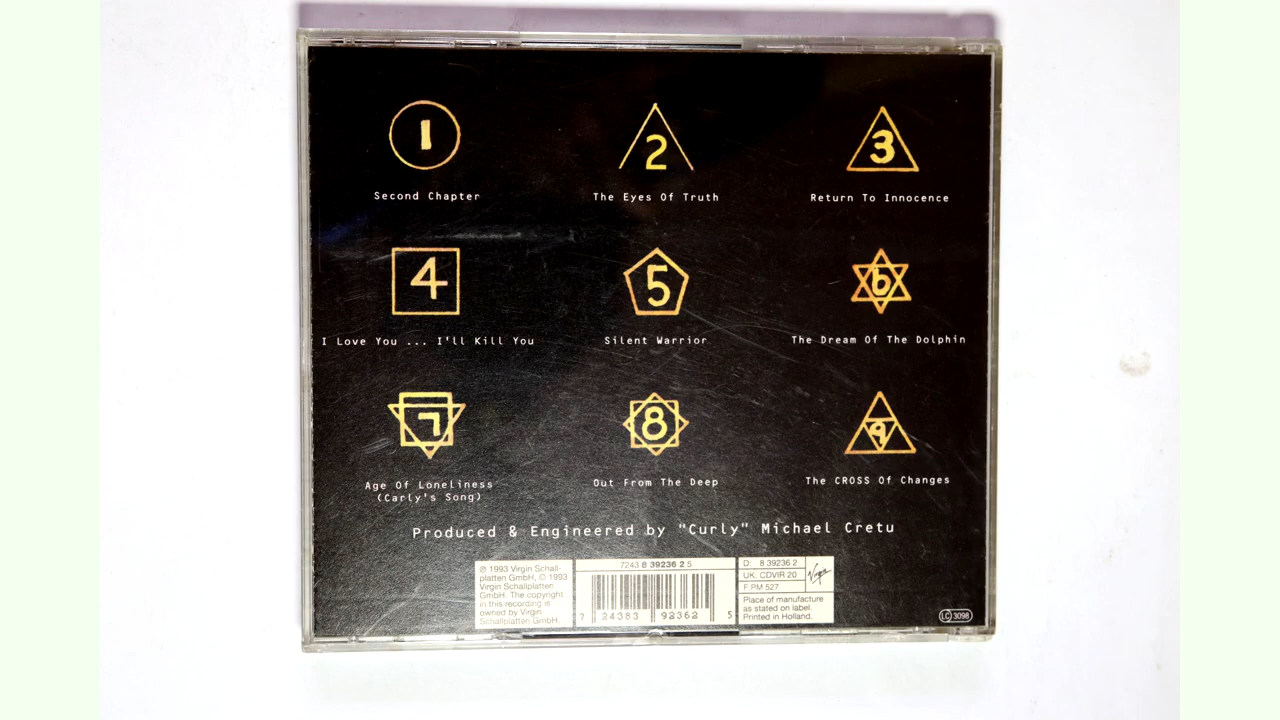 1
2
3
Second Chapter
The Eyes Of Truth
Return To Innocence
4
5
6
I Love You ... I'll Kill You
Silent Warrior
The Dream Of The Dolphin
7
8
9
Age Of Loneliness
(Carly's Song)
Out From The Deep
The CROSS Of Changes
Produced & Engineered by "Curly" Michael Cretu
℗ 1993 Virgin Schall-
platten GmbH, © 1993
Virgin Schallplatten
GmbH. The copyright
in this recording is
owned by Virgin
Schallplatten GmbH.
7243 8 39236 2 5
7 24383 92362 5
D: 8 39236 2
UK: CDVIR 20
F:PM 527
Virgin
Place of manufacture
as stated on label.
Printed in Holland.
LC 3098